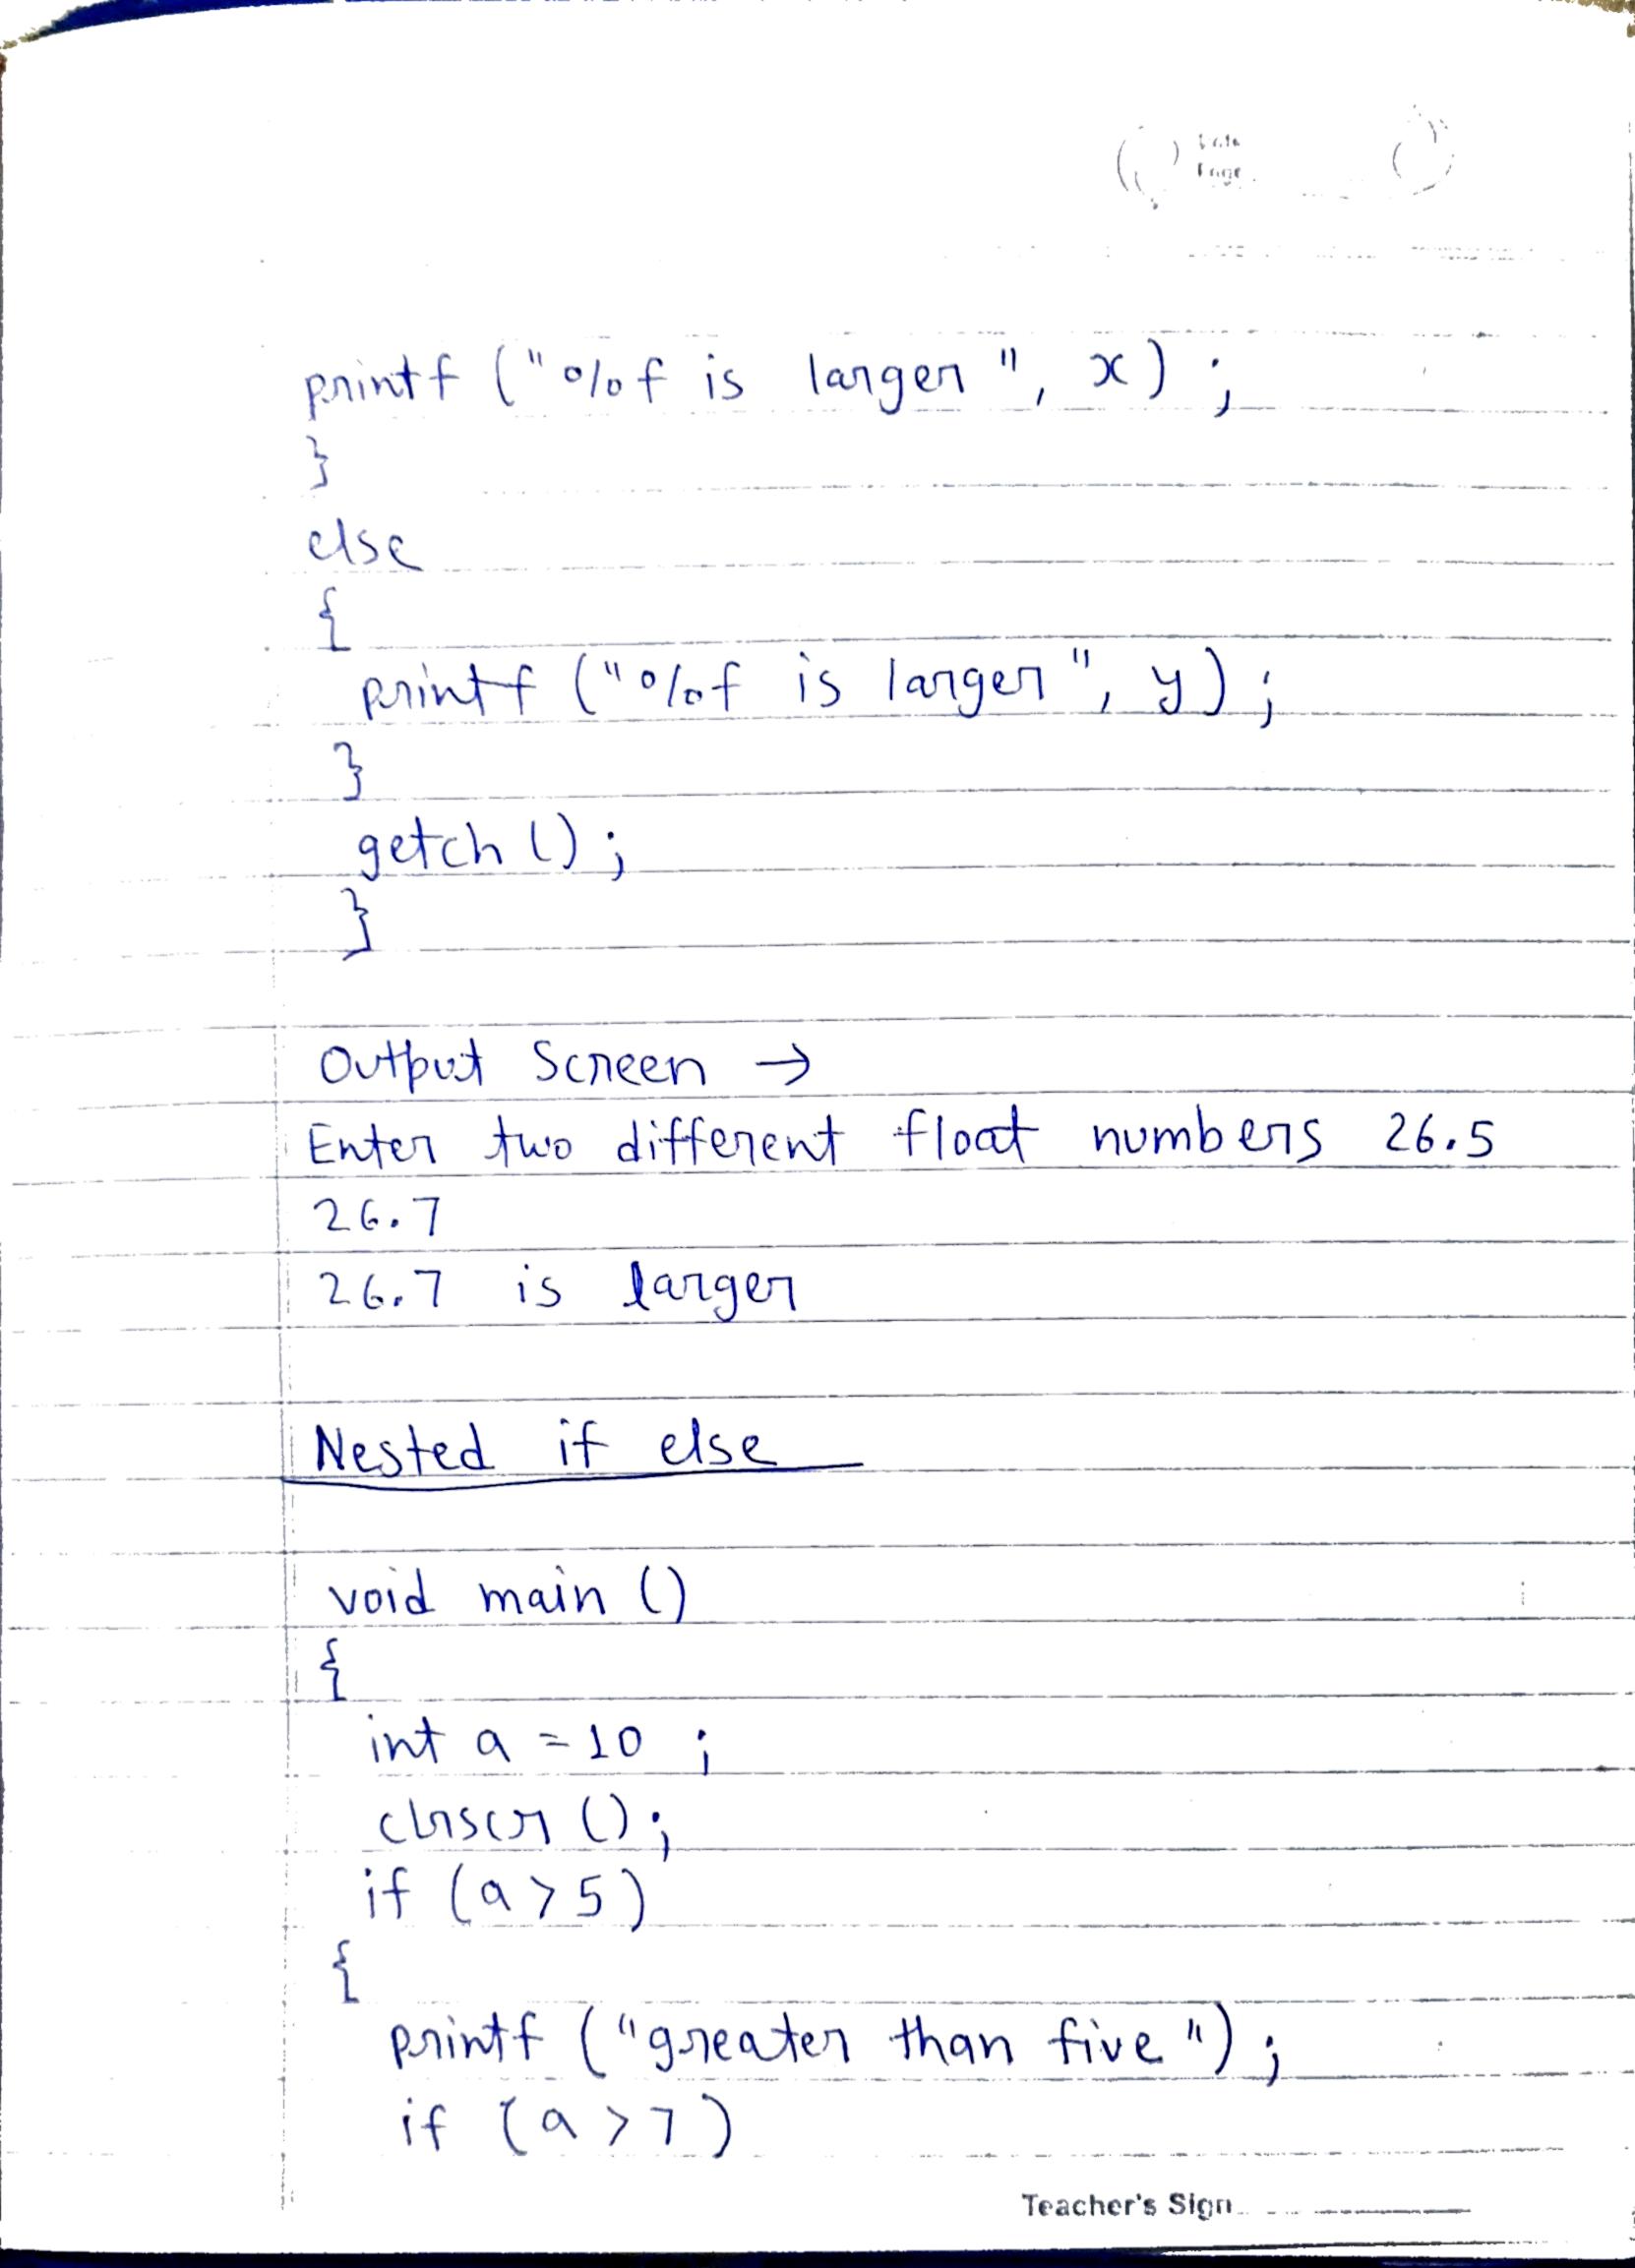 Date
Page
printf ("%f is larger", x) ;
}
else
{
printf ("%f is larger", y) ;
}
getch () ;
}
Output Screen →
Enter two different float numbers 26.5
26.7
26.7 is larger
Nested if else
void main ()
{
int a = 10 ;
clrscr () ;
if (a > 5)
{
printf ("greater than five") ;
if (a > 7)
Teacher's Sign